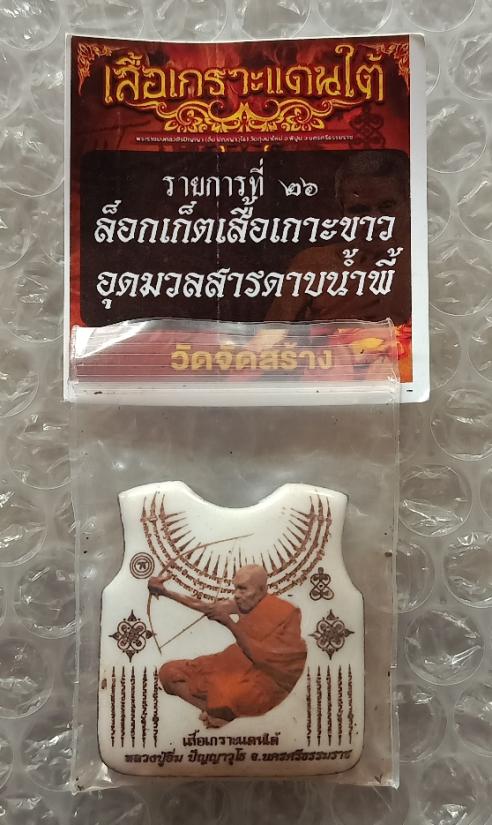 เสื้อเกราะแดนใต้
รายการที่ ๒๖
ล็อกเก็ตเสื้อเกาะขาว
อุดมวลสารดาบน้ำพี้
วัดจัดสร้าง
เสื้อเกราะแดนใต้
หลวงปู่อิ่ม ปัญญาวุโธ จ.นครศรีธรรมราช